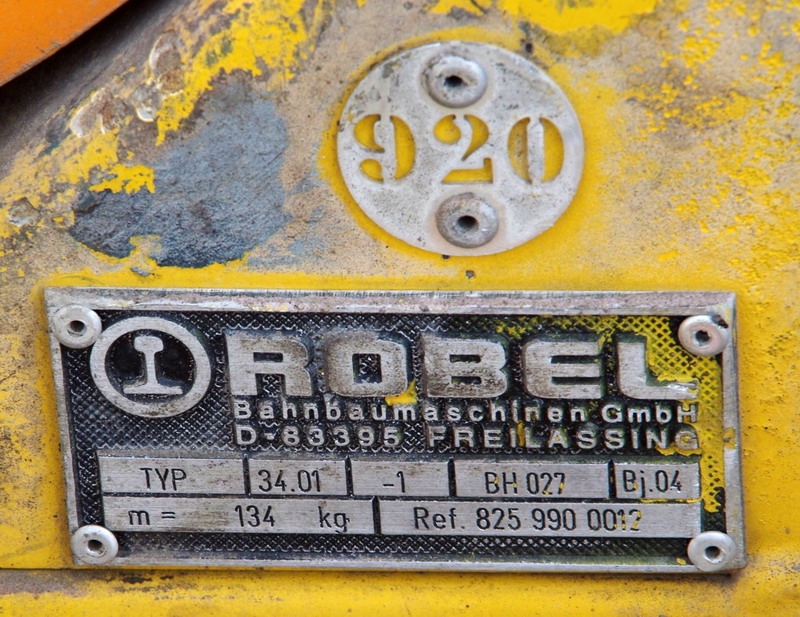 920
ROBEL
Bahnbaumaschinen GmbH
D-83395 FREILASSING
TYP 34.01 -1 BH 027 Bj.04
m = 134 kg Ref. 825 990 0012